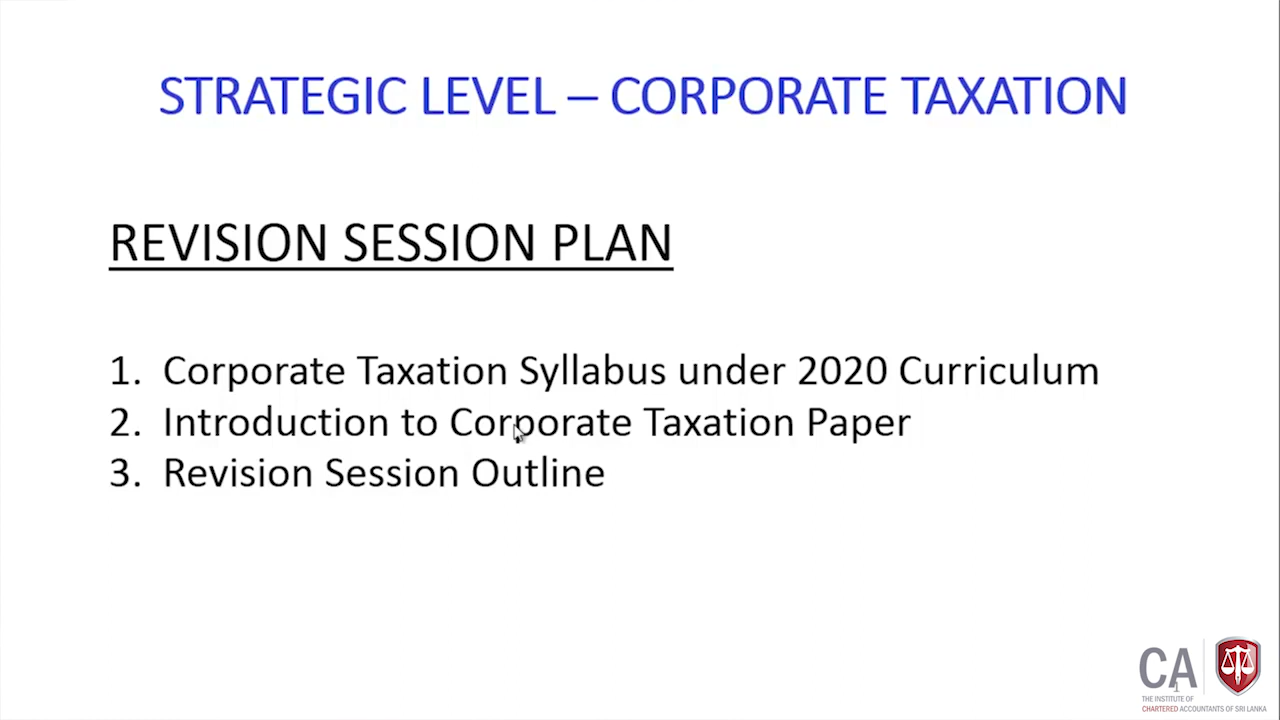 STRATEGIC LEVEL – CORPORATE TAXATION
REVISION SESSION PLAN
1. Corporate Taxation Syllabus under 2020 Curriculum
2. Introduction to Corporate Taxation Paper
3. Revision Session Outline
CA
1
THE INSTITUTE OF
CHARTERED ACCOUNTANTS OF SRI LANKA